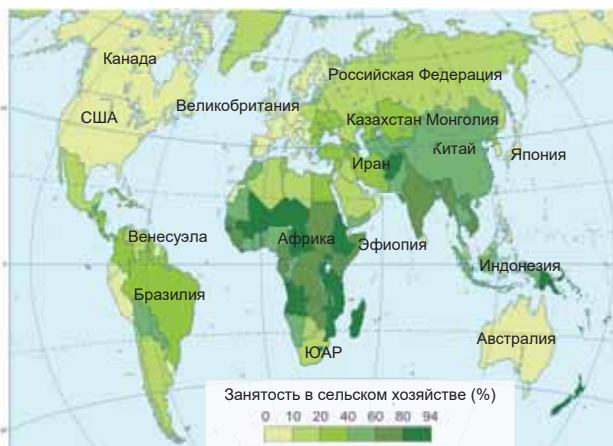 Канада
Российская Федерация
Великобритания
США
Казахстан Монголия
Китай
Иран
Япония
Африка
Эфиопия
Венесуэла
Индонезия
Бразилия
Австралия
ЮАР
Занятость в сельском хозяйстве (%)
0 10 20 40 60 80 94